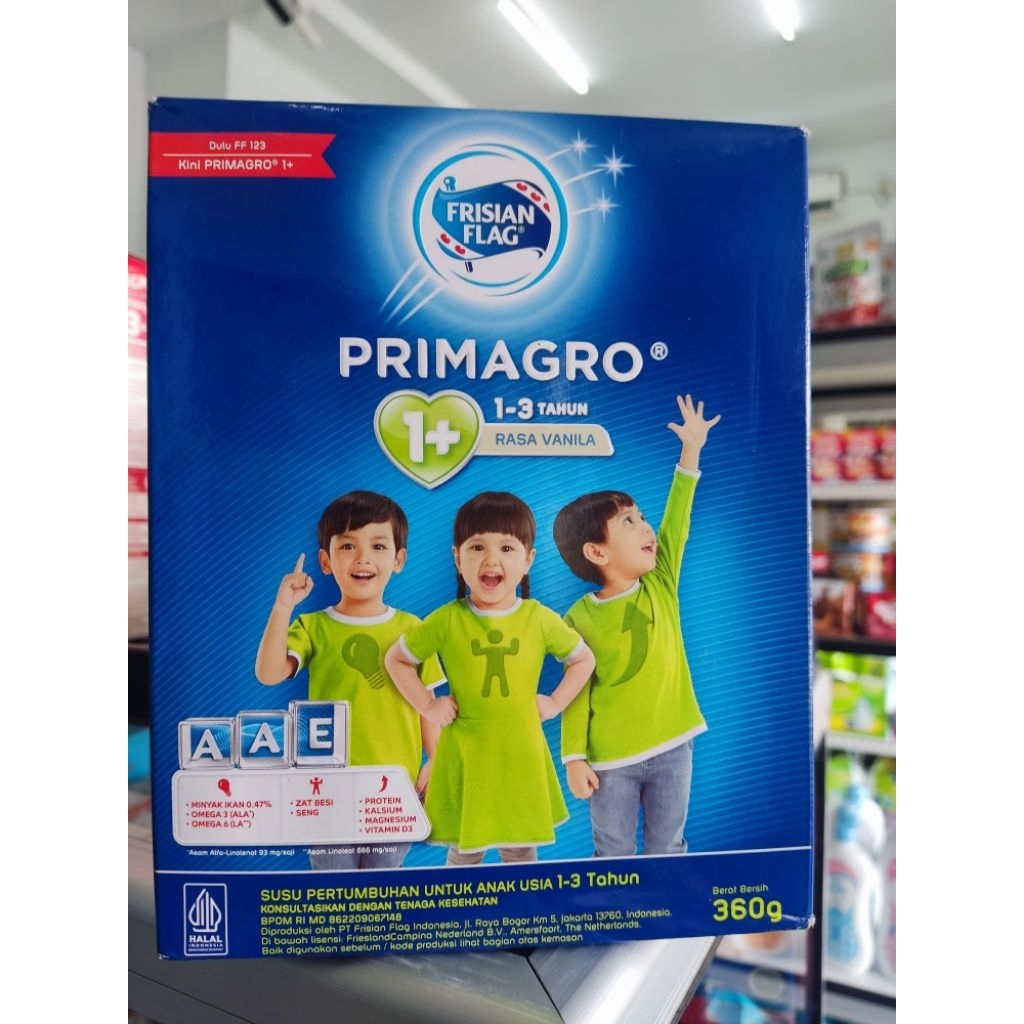 Dulu FF 123
Kini PRIMAGRO® 1+
FRISIAN
FLAG®
PRIMAGRO®
1+
1-3 TAHUN
RASA VANILA
A A E
• MINYAK IKAN 0,47%
• OMEGA 3 (ALA*)
• OMEGA 6 (LA**)
• ZAT BESI
• SENG
• PROTEIN
• KALSIUM
• MAGNESIUM
• VITAMIN D3
*Asam Alfa-Linolenat 93 mg/saji **Asam Linoleat 666 mg/saji
HALAL
INDONESIA
SUSU PERTUMBUHAN UNTUK ANAK USIA 1-3 Tahun
KONSULTASIKAN DENGAN TENAGA KESEHATAN
BPOM RI MD 862209067148
Diproduksi oleh PT Frisian Flag Indonesia, Jl. Raya Bogor Km 5, Jakarta 13760, Indonesia.
Di bawah lisensi: FrieslandCampina Nederland B.V., Amersfoort, The Netherlands.
Baik digunakan sebelum / kode produksi lihat bagian atas kemasan
Berat Bersih
360g